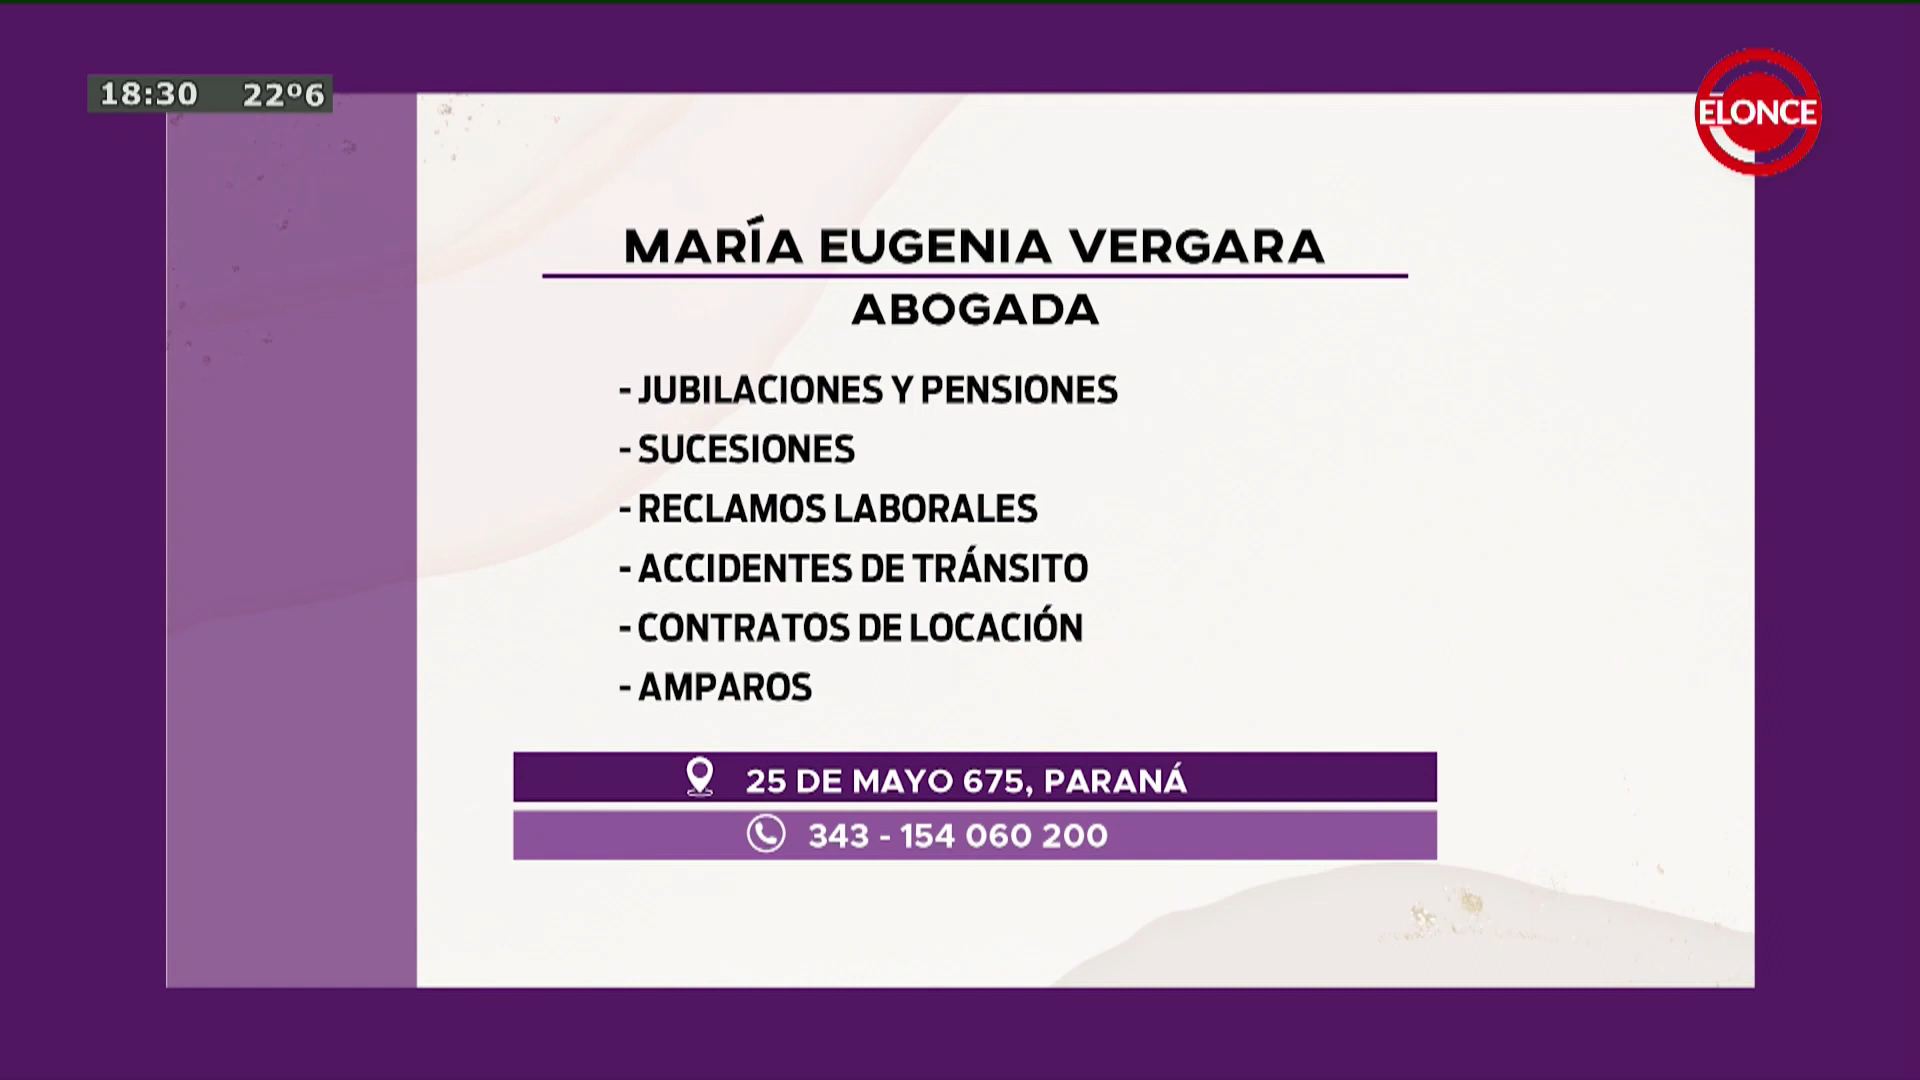 18:30 22º6
ELONCE
MARÍA EUGENIA VERGARA
ABOGADA
- JUBILACIONES Y PENSIONES
- SUCESIONES
- RECLAMOS LABORALES
- ACCIDENTES DE TRÁNSITO
- CONTRATOS DE LOCACIÓN
- AMPAROS
25 DE MAYO 675, PARANÁ
343 - 154 060 200